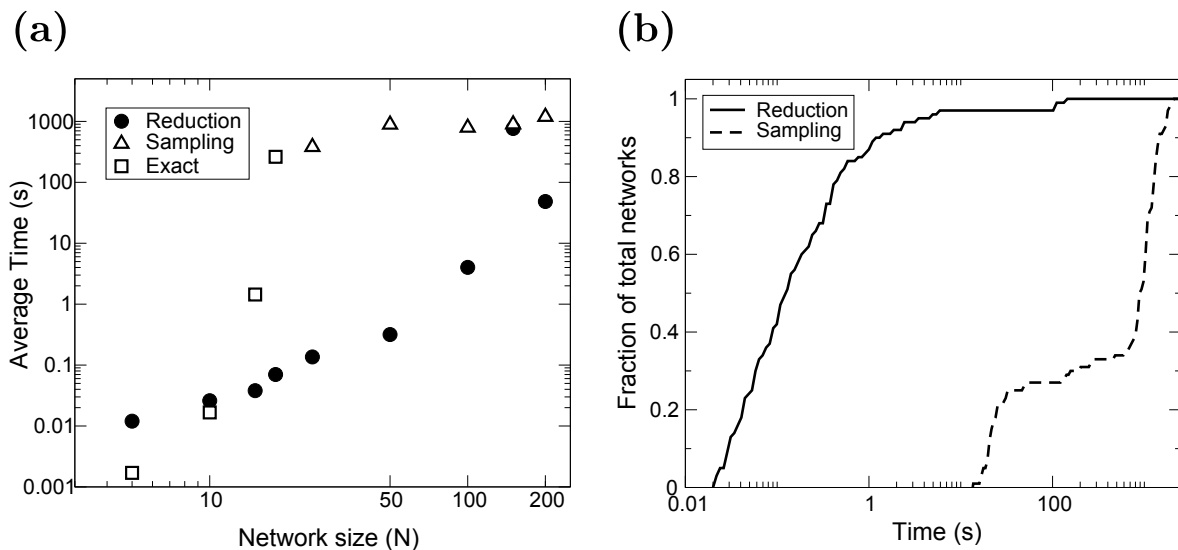 (a)
Average Time (s)
1000
100
10
1
0.1
0.01
0.001
Reduction
Sampling
Exact
10
50
100
200
Network size (N)
(b)
Fraction of total networks
1
0.8
0.6
0.4
0.2
0
Reduction
Sampling
0.01
1
100
Time (s)